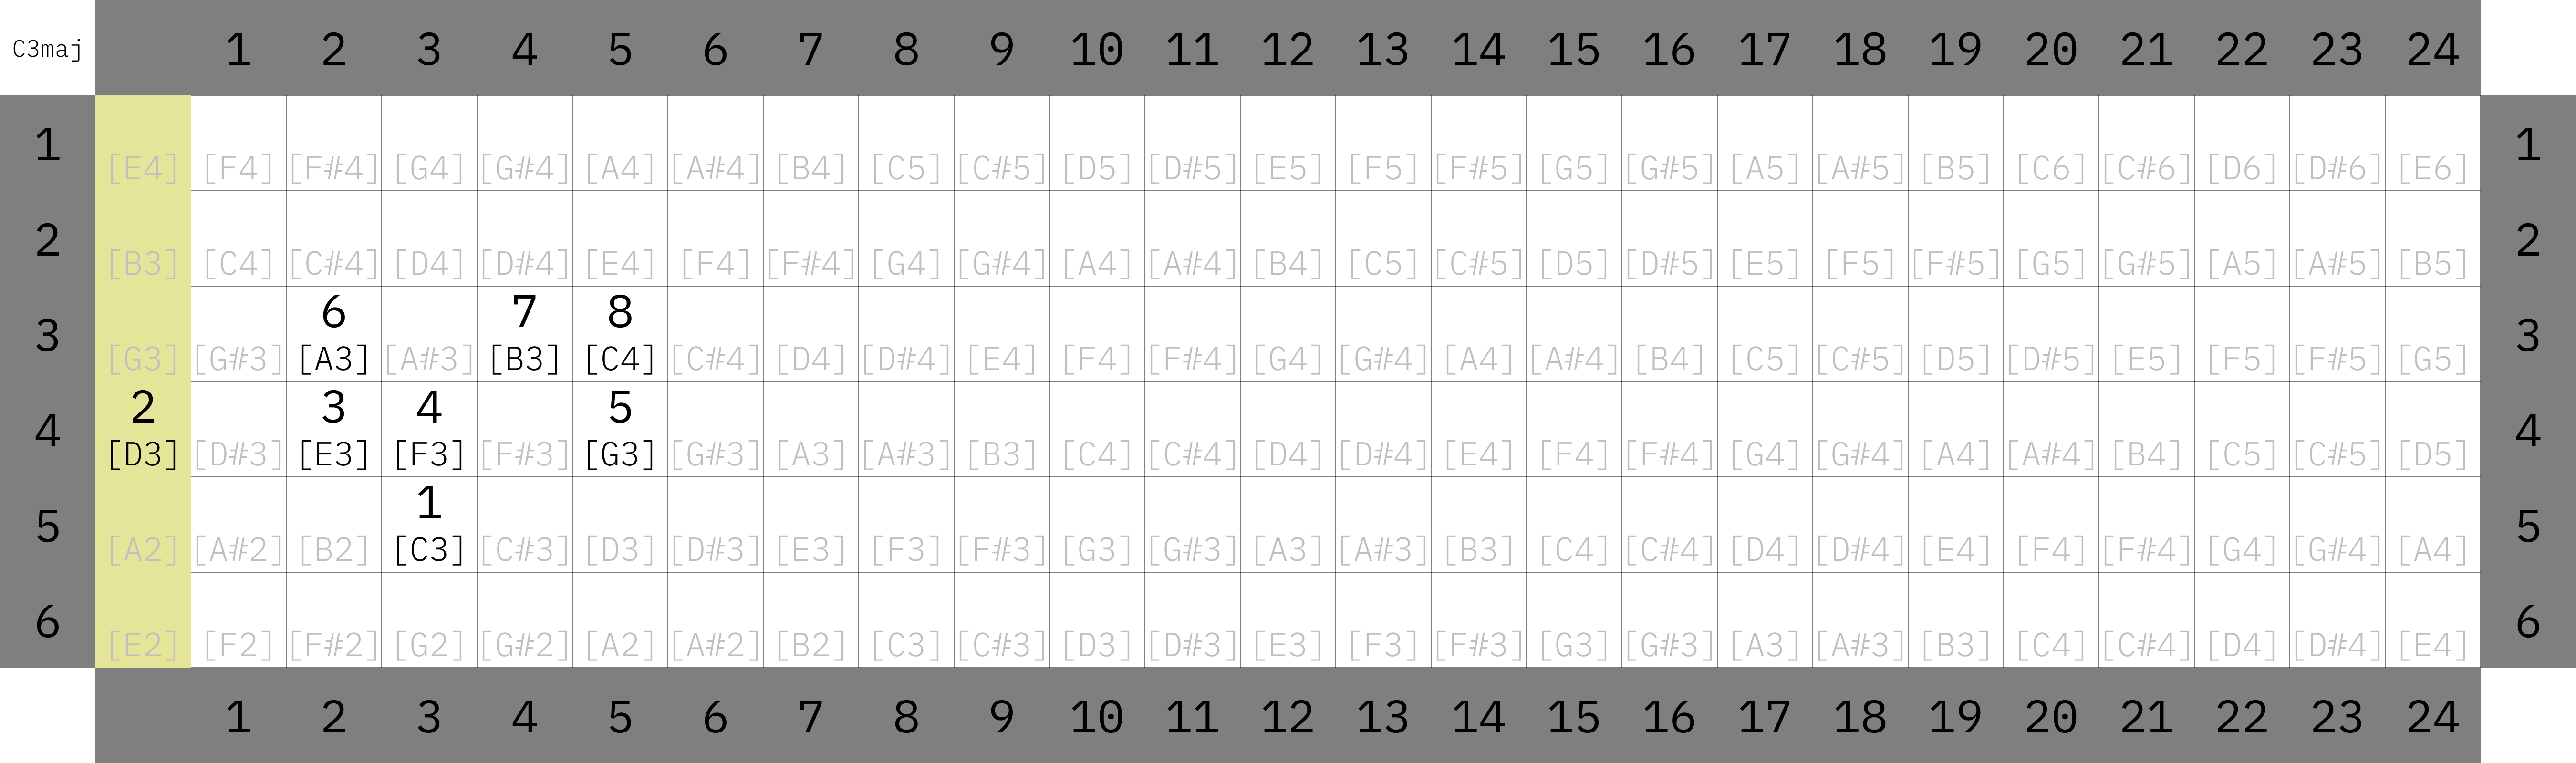 C3maj 1 2 3 4 5 6 7 8 9 10 11 12 13 14 15 16 17 18 19 20 21 22 23 24
1 [E4] [F4] [F#4] [G4] [G#4] [A4] [A#4] [B4] [C5] [C#5] [D5] [D#5] [E5] [F5] [F#5] [G5] [G#5] [A5] [A#5] [B5] [C6] [C#6] [D6] [D#6] [E6] 1
2 [B3] [C4] [C#4] [D4] [D#4] [E4] [F4] [F#4] [G4] [G#4] [A4] [A#4] [B4] [C5] [C#5] [D5] [D#5] [E5] [F5] [F#5] [G5] [G#5] [A5] [A#5] [B5] 2
6 7 8
3 [G3] [G#3] [A3] [A#3] [B3] [C4] [C#4] [D4] [D#4] [E4] [F4] [F#4] [G4] [G#4] [A4] [A#4] [B4] [C5] [C#5] [D5] [D#5] [E5] [F5] [F#5] [G5] 3
2 3 4 5
4 [D3] [D#3] [E3] [F3] [F#3] [G3] [G#3] [A3] [A#3] [B3] [C4] [C#4] [D4] [D#4] [E4] [F4] [F#4] [G4] [G#4] [A4] [A#4] [B4] [C5] [C#5] [D5] 4
1
5 [A2] [A#2] [B2] [C3] [C#3] [D3] [D#3] [E3] [F3] [F#3] [G3] [G#3] [A3] [A#3] [B3] [C4] [C#4] [D4] [D#4] [E4] [F4] [F#4] [G4] [G#4] [A4] 5
6 [E2] [F2] [F#2] [G2] [G#2] [A2] [A#2] [B2] [C3] [C#3] [D3] [D#3] [E3] [F3] [F#3] [G3] [G#3] [A3] [A#3] [B3] [C4] [C#4] [D4] [D#4] [E4] 6
1 2 3 4 5 6 7 8 9 10 11 12 13 14 15 16 17 18 19 20 21 22 23 24